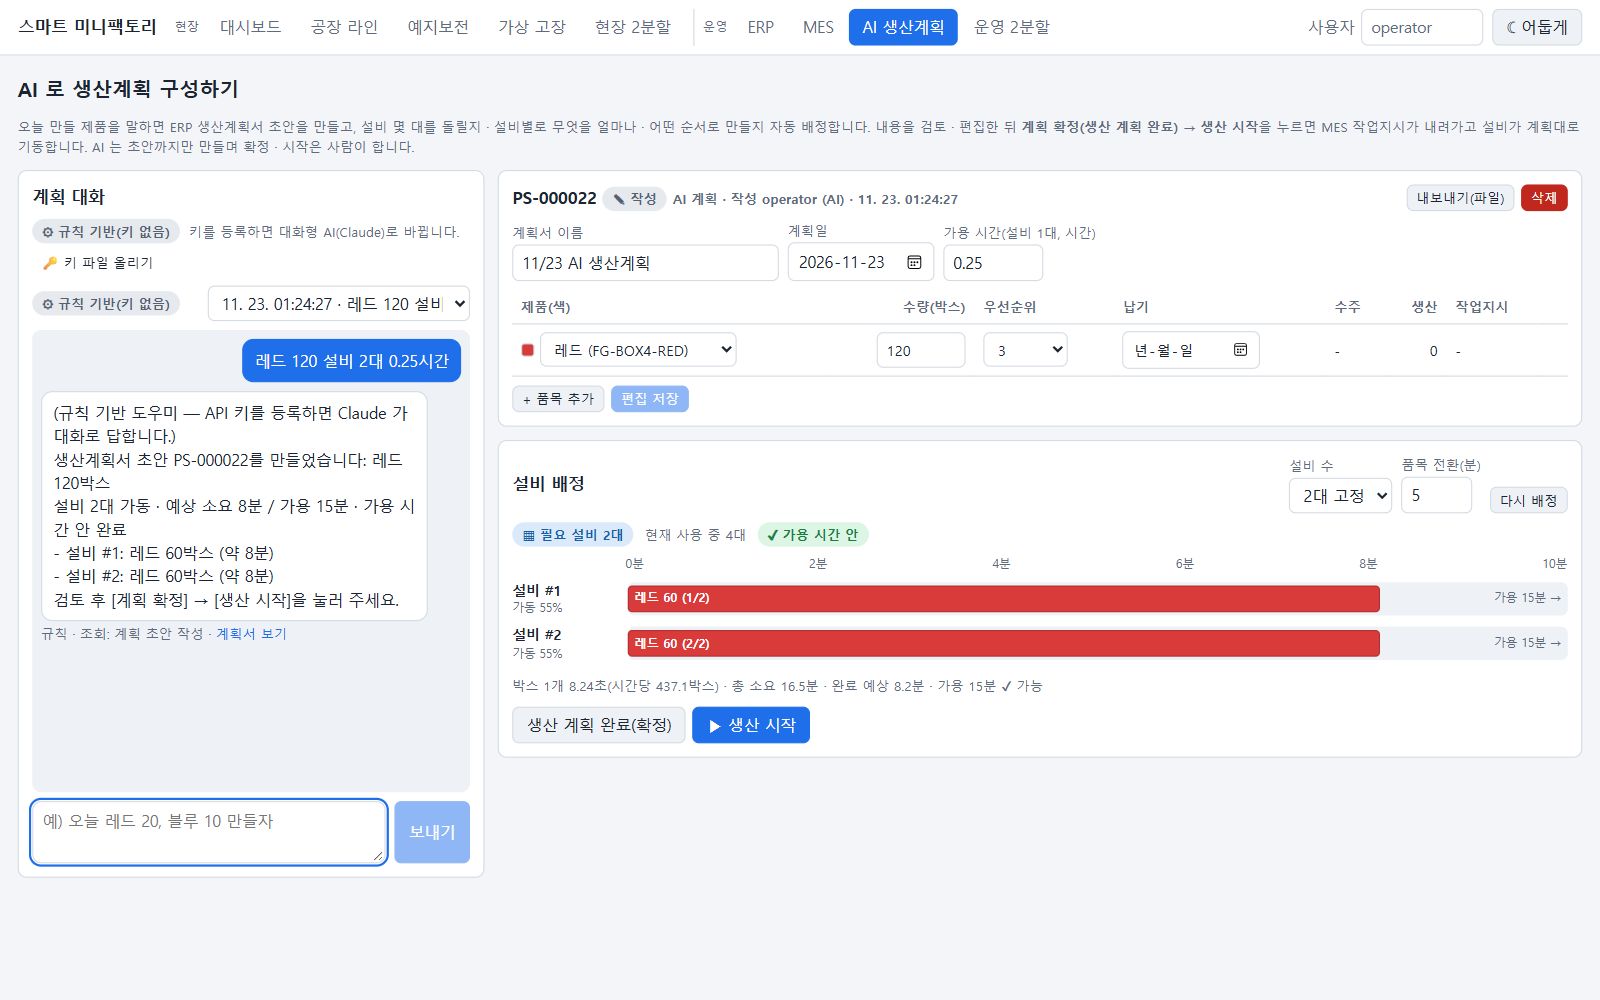 스마트 미니팩토리 현장 대시보드 공장 라인 예지보전 가상 고장 현장 2분할 운영 ERP MES AI 생산계획 운영 2분할 사용자 operator ☾ 어둡게
AI 로 생산계획 구성하기
오늘 만들 제품을 말하면 ERP 생산계획서 초안을 만들고, 설비 몇 대를 돌릴지 · 설비별로 무엇을 얼마나 · 어떤 순서로 만들지 자동 배정합니다. 내용을 검토 · 편집한 뒤 계획 확정(생산 계획 완료) → 생산 시작을 누르면 MES 작업지시가 내려가고 설비가 계획대로
기동합니다. AI 는 초안까지만 만들며 확정 · 시작은 사람이 합니다.
계획 대화
⚙ 규칙 기반(키 없음) 키를 등록하면 대화형 AI(Claude)로 바뀝니다.
🔑 키 파일 올리기
⚙ 규칙 기반(키 없음) 11. 23. 01:24:27 · 레드 120 설비
레드 120 설비 2대 0.25시간
(규칙 기반 도우미 — API 키를 등록하면 Claude 가
대화로 답합니다.)
생산계획서 초안 PS-000022를 만들었습니다: 레드
120박스
설비 2대 가동 · 예상 소요 8분 / 가용 15분 · 가용 시
간 안 완료
- 설비 #1: 레드 60박스 (약 8분)
- 설비 #2: 레드 60박스 (약 8분)
검토 후 [계획 확정] → [생산 시작]을 눌러 주세요.
규칙 · 조회: 계획 초안 작성 · 계획서 보기
예) 오늘 레드 20, 블루 10 만들자
보내기
PS-000022 ✎ 작성 AI 계획 · 작성 operator (AI) · 11. 23. 01:24:27 내보내기(파일) 삭제
계획서 이름 계획일 가용 시간(설비 1대, 시간)
11/23 AI 생산계획 2026-11-23 0.25
제품(색) 수량(박스) 우선순위 납기 수주 생산 작업지시
레드 (FG-BOX4-RED) 120 3 년-월-일 - 0 -
+ 품목 추가 편집 저장
설비 배정 설비 수 품목 전환(분)
2대 고정 5 다시 배정
▦ 필요 설비 2대 현재 사용 중 4대 ✓ 가용 시간 안
0분 2분 4분 6분 8분 10분
설비 #1 레드 60 (1/2) 가용 15분 →
가동 55%
설비 #2 레드 60 (2/2) 가용 15분 →
가동 55%
박스 1개 8.24초(시간당 437.1박스) · 총 소요 16.5분 · 완료 예상 8.2분 · 가용 15분 ✓ 가능
생산 계획 완료(확정) ▶ 생산 시작